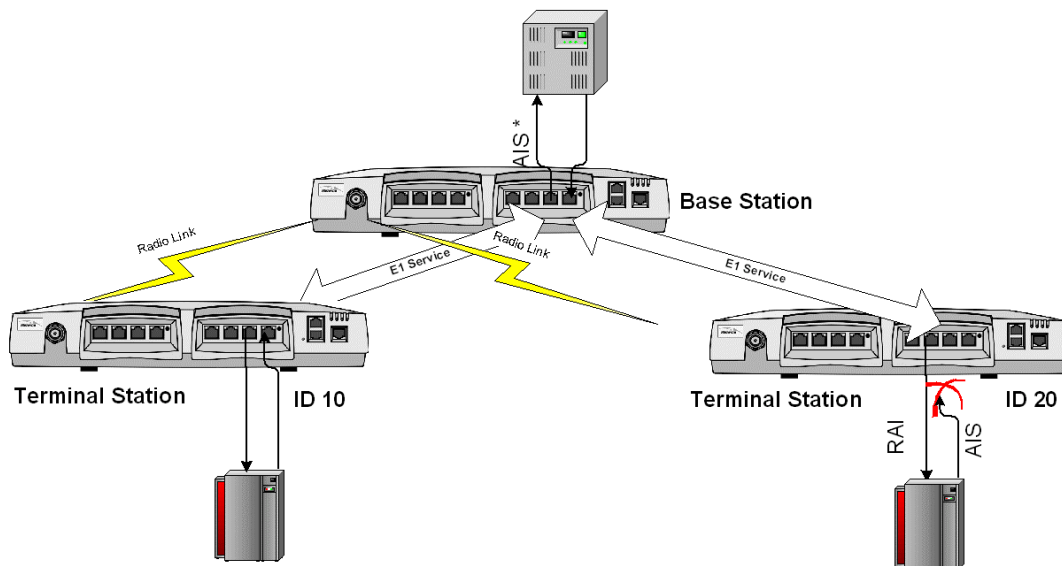 AIS *
Base Station
Radio Link
E1 Service
Radio Link
E1 Service
Terminal Station
ID 10
Terminal Station
ID 20
RAI
AIS